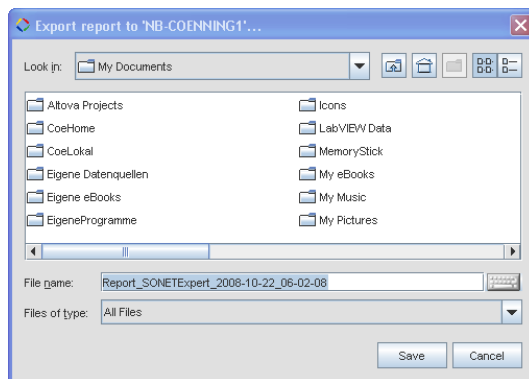 Export report to 'NB-COENNING1'...
Look in: My Documents
Altova Projects
CoeHome
CoeLokal
Eigene Datenquellen
Eigene eBooks
EigeneProgramme
Icons
LabVIEW Data
MemoryStick
My eBooks
My Music
My Pictures
File name: Report_SONETExpert_2008-10-22_06-02-08
Files of type: All Files
Save Cancel